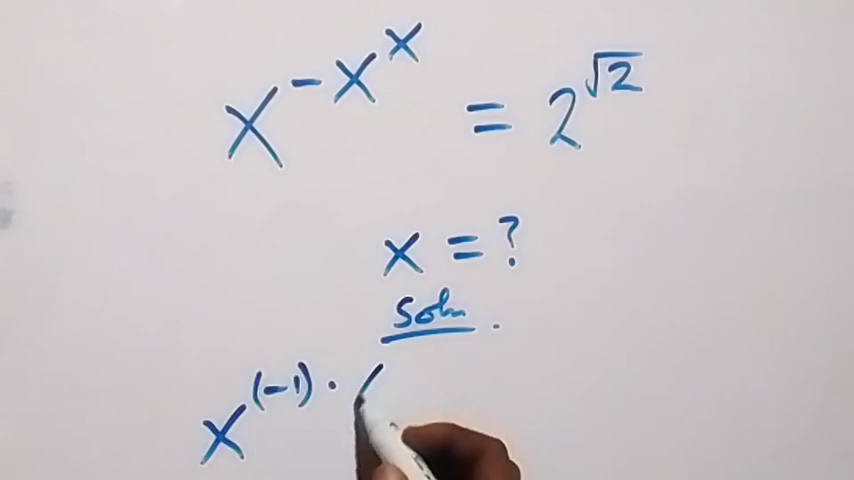 x^{-x^{x}} = 2^{√2}
x = ?
Soln.
x^{(-1)·(